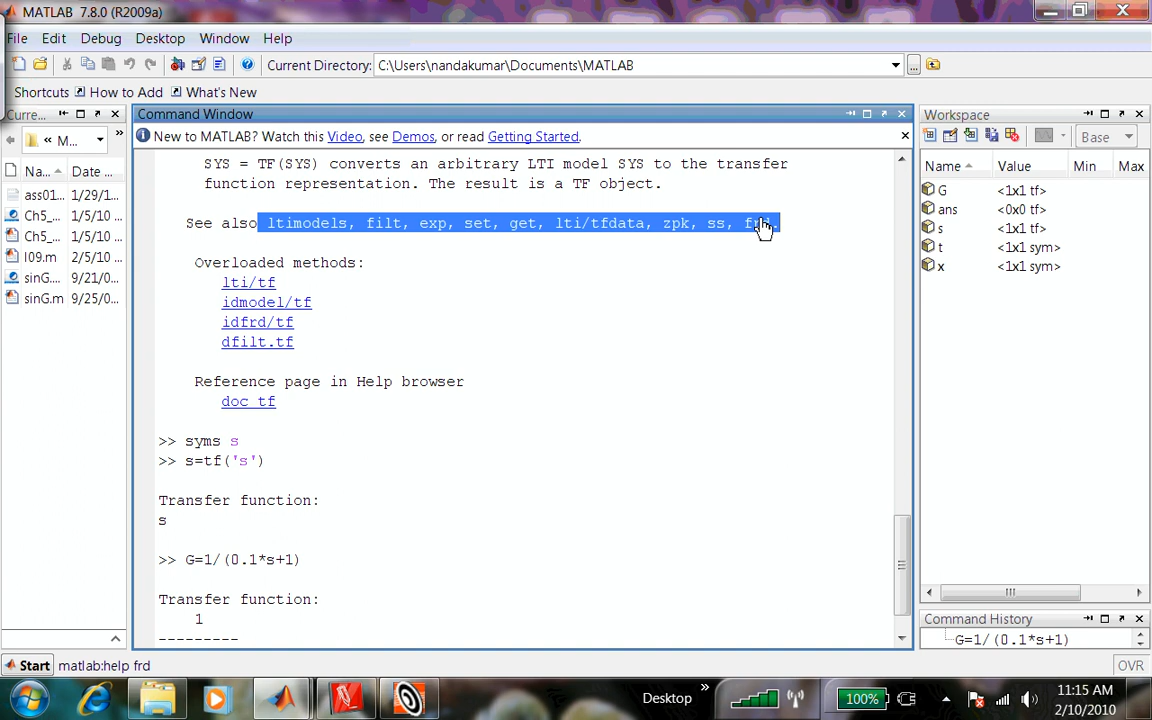 MATLAB 7.8.0 (R2009a)
File Edit Debug Desktop Window Help
Current Directory: C:\Users\nandakumar\Documents\MATLAB
...
Shortcuts How to Add What's New
Curre...
« M...
»
Na... Date ...
ass01... 1/29/1...
Ch5_... 1/5/10 ...
Ch5_... 1/5/10 ...
l09.m 2/5/10 ...
sinG.... 9/21/0...
sinG.m 9/25/0...
Command Window
New to MATLAB? Watch this Video, see Demos, or read Getting Started.
SYS = TF(SYS) converts an arbitrary LTI model SYS to the transfer
function representation. The result is a TF object.
See also ltimodels, filt, exp, set, get, lti/tfdata, zpk, ss,
Overloaded methods:
lti/tf
idmodel/tf
idfrd/tf
dfilt.tf
Reference page in Help browser
doc tf
>> syms s
>> s=tf('s')
Transfer function:
s
>> G=1/(0.1*s+1)
Transfer function:
1
---------
Workspace
Base
Name Value Min Max
G <1x1 tf>
ans <0x0 tf>
s <1x1 tf>
t <1x1 sym>
x <1x1 sym>
Command History
G=1/(0.1*s+1)
Start matlab:help frd
OVR
Desktop » 100% 11:15 AM
2/10/2010